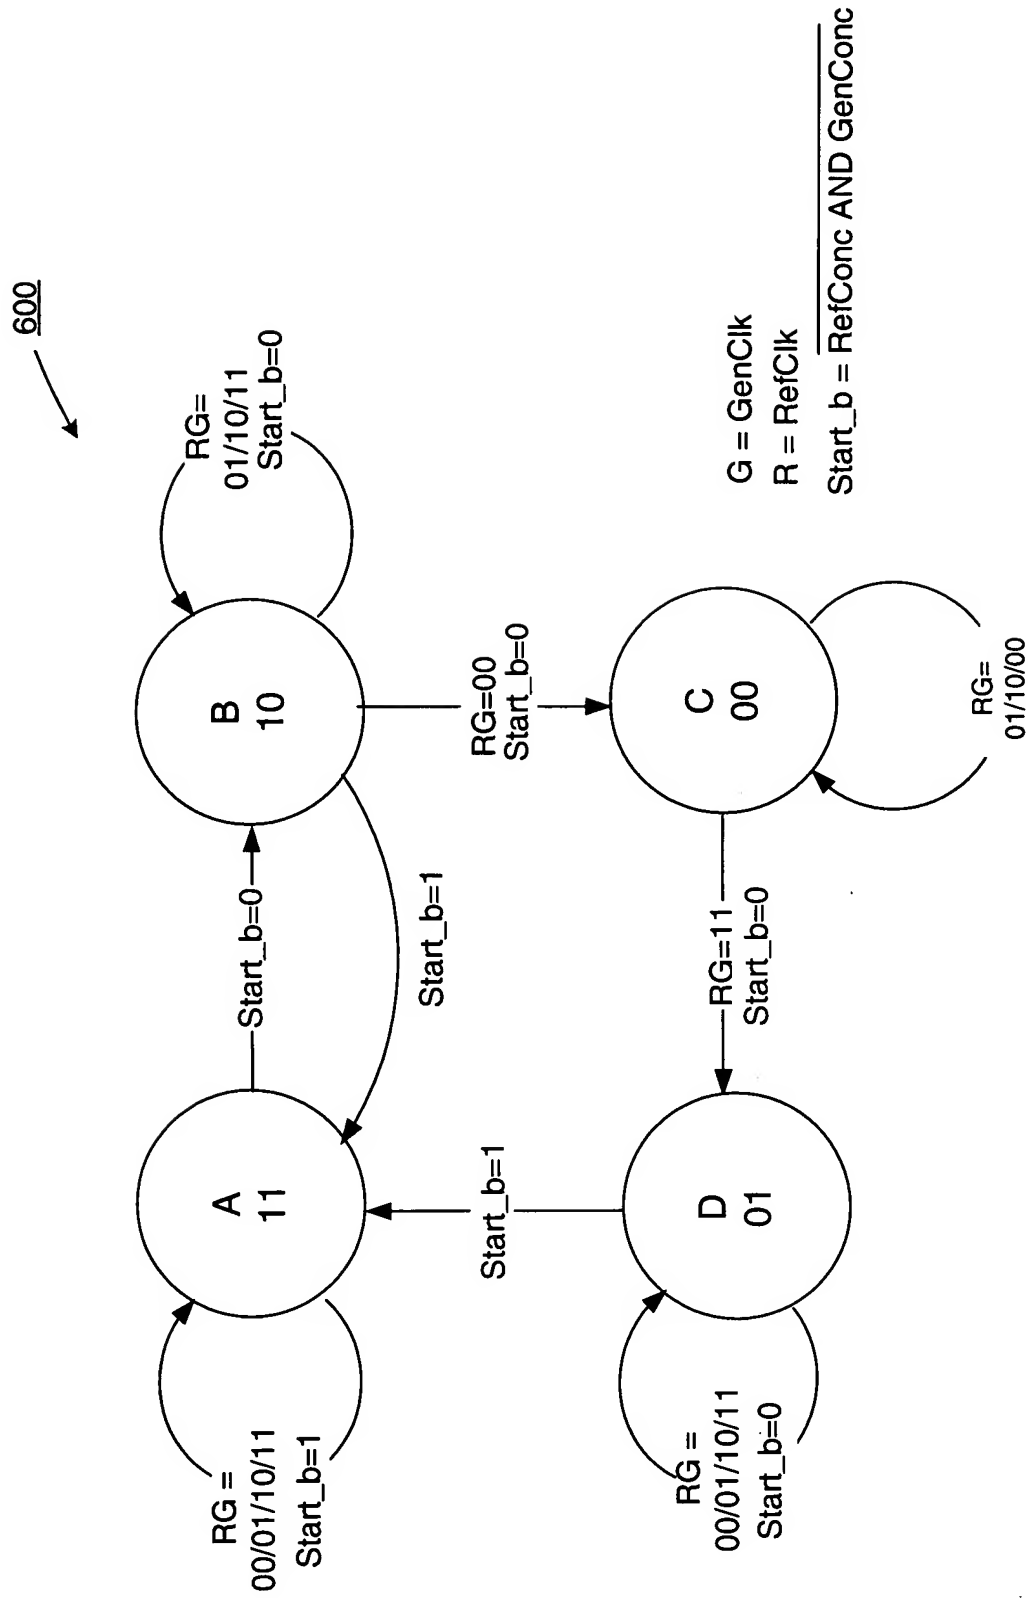 600
RG=
01/10/11
Start_b=0
B
10
Start_b=0
A
11
RG =
00/01/10/11
Start_b=1
Start_b=1
RG=00
Start_b=0
Start_b=1
C
00
RG=11
Start_b=0
D
01
RG =
00/01/10/11
Start_b=0
RG=
01/10/00
G = GenClk
R = RefClk
Start_b = RefConc AND GenConc